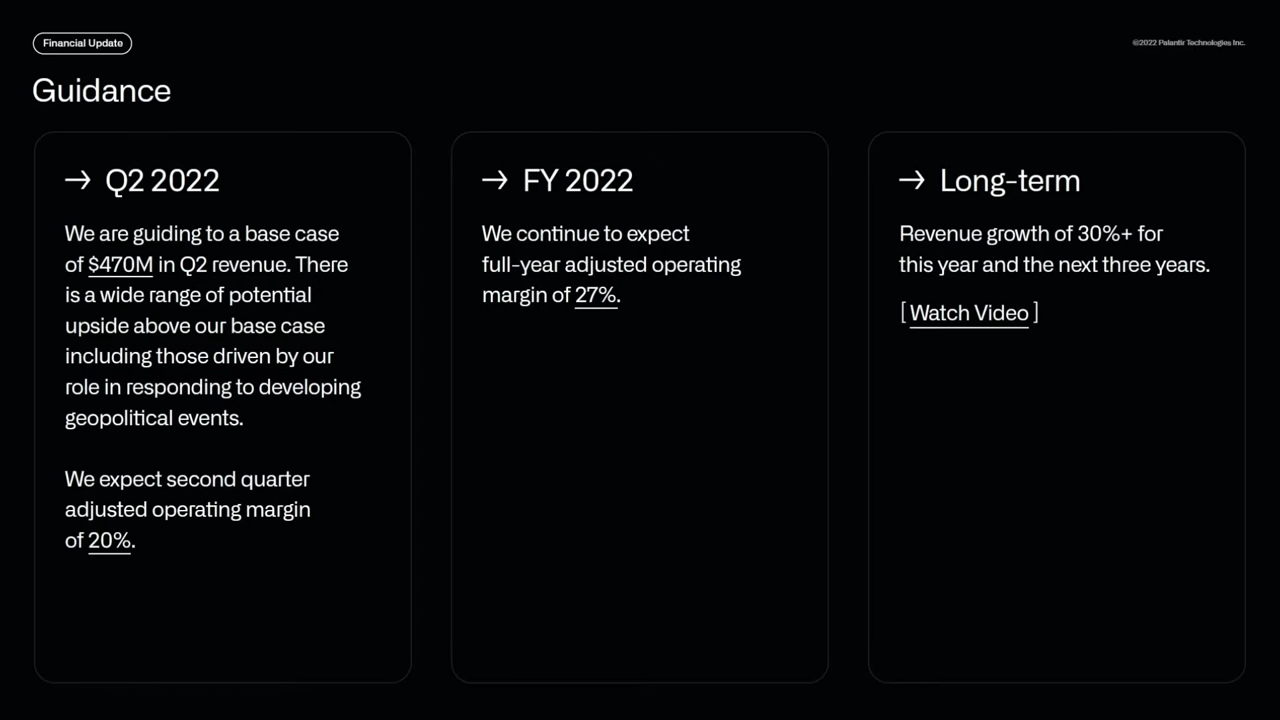 Financial Update
©2022 Palantir Technologies Inc.
Guidance
→ Q2 2022
We are guiding to a base case
of $470M in Q2 revenue. There
is a wide range of potential
upside above our base case
including those driven by our
role in responding to developing
geopolitical events.
We expect second quarter
adjusted operating margin
of 20%.
→ FY 2022
We continue to expect
full-year adjusted operating
margin of 27%.
→ Long-term
Revenue growth of 30%+ for
this year and the next three years.
[ Watch Video ]